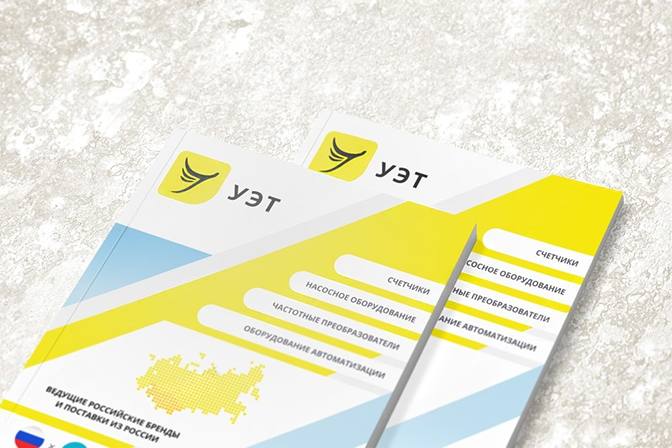 УЭТ
СЧЕТЧИКИ
НАСОСНОЕ ОБОРУДОВАНИЕ
ЧАСТОТНЫЕ ПРЕОБРАЗОВАТЕЛИ
ОБОРУДОВАНИЕ АВТОМАТИЗАЦИИ
ВЕДУЩИЕ РОССИЙСКИЕ БРЕНДЫ
И ПОСТАВКИ ИЗ РОССИИ
УЭТ
СЧЕТЧИКИ
СОСНОЕ ОБОРУДОВАНИЕ
НЫЕ ПРЕОБРАЗОВАТЕЛИ
АНИЕ АВТОМАТИЗАЦИИ